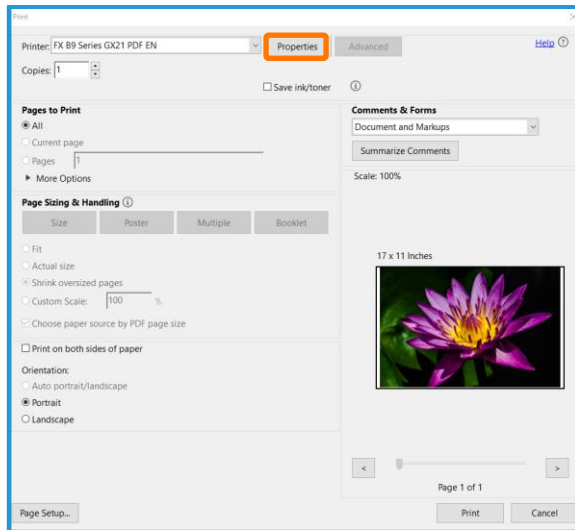 Print
Printer: FX B9 Series GX21 PDF EN Properties Advanced Help
Copies: 1
Save ink/toner
Pages to Print
All
Current page
Pages 1
More Options
Page Sizing & Handling
Size Poster Multiple Booklet
Fit
Actual size
Shrink oversized pages
Custom Scale: 100 %
Choose paper source by PDF page size
Print on both sides of paper
Orientation:
Auto portrait/landscape
Portrait
Landscape
Comments & Forms
Document and Markups
Summarize Comments
Scale: 100%
17 x 11 Inches
< >
Page 1 of 1
Page Setup... Print Cancel